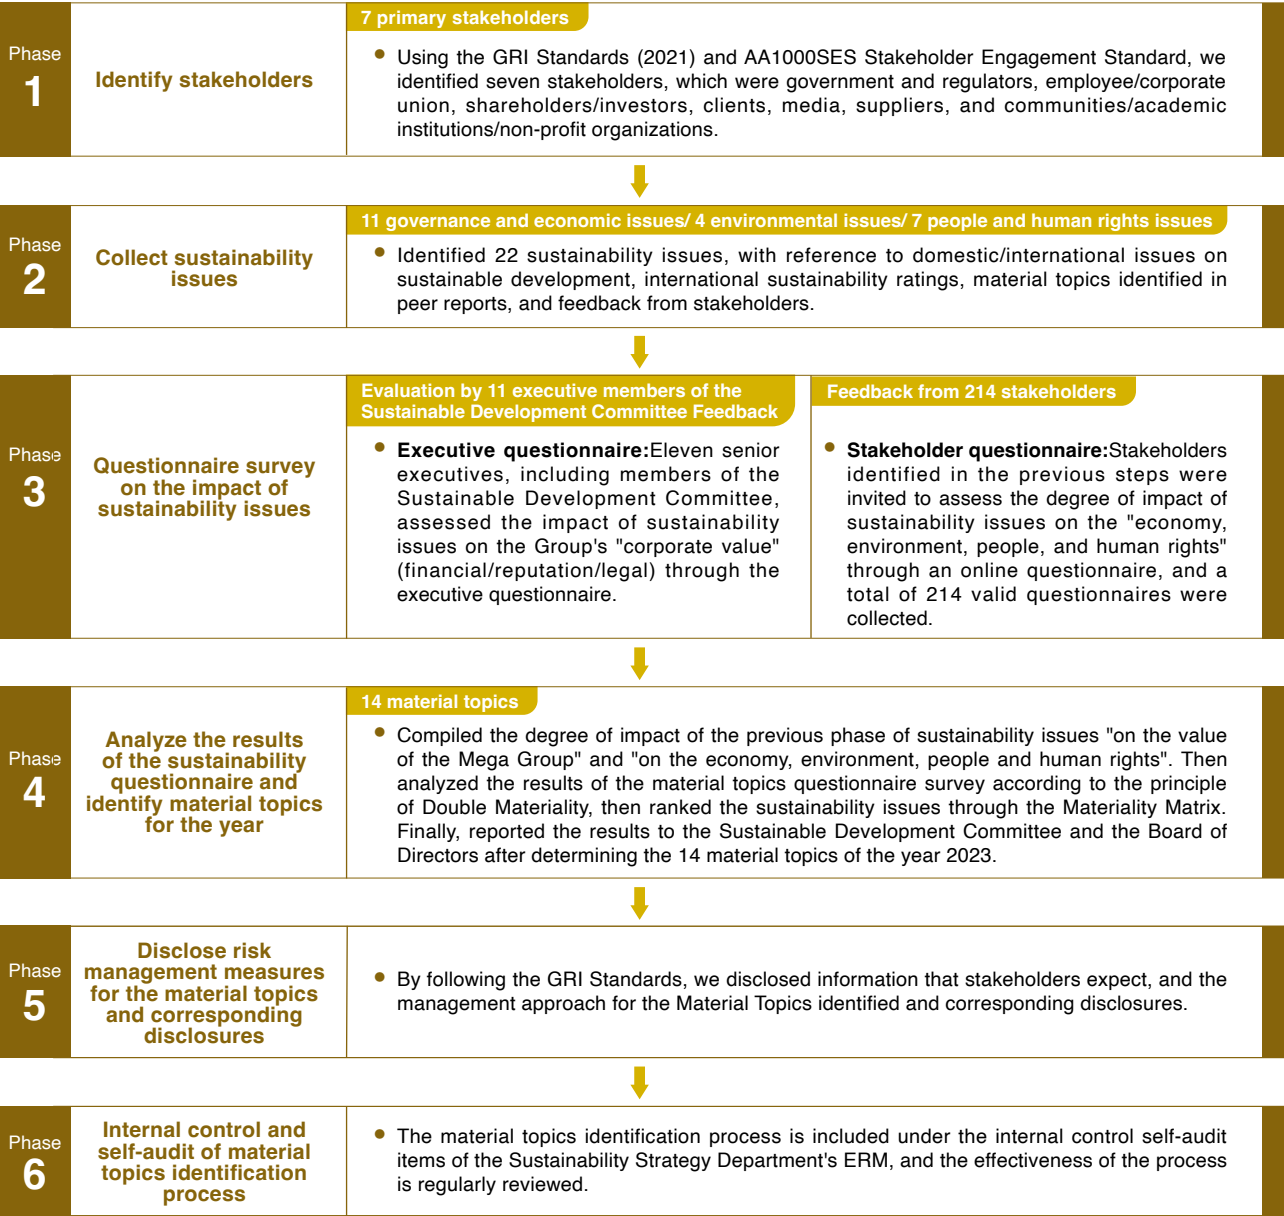 Phase
1
Identify stakeholders
7 primary stakeholders
• Using the GRI Standards (2021) and AA1000SES Stakeholder Engagement Standard, we
identified seven stakeholders, which were government and regulators, employee/corporate
union, shareholders/investors, clients, media, suppliers, and communities/academic
institutions/non-profit organizations.
Phase
2
Collect sustainability
issues
11 governance and economic issues/ 4 environmental issues/ 7 people and human rights issues
• Identified 22 sustainability issues, with reference to domestic/international issues on
sustainable development, international sustainability ratings, material topics identified in
peer reports, and feedback from stakeholders.
Phase
3
Questionnaire survey
on the impact of
sustainability issues
Evaluation by 11 executive members of the
Sustainable Development Committee Feedback
• Executive questionnaire:Eleven senior
executives, including members of the
Sustainable Development Committee,
assessed the impact of sustainability
issues on the Group's "corporate value"
(financial/reputation/legal) through the
executive questionnaire.
Feedback from 214 stakeholders
• Stakeholder questionnaire:Stakeholders
identified in the previous steps were
invited to assess the degree of impact of
sustainability issues on the "economy,
environment, people, and human rights"
through an online questionnaire, and a
total of 214 valid questionnaires were
collected.
Phase
4
Analyze the results
of the sustainability
questionnaire and
identify material topics
for the year
14 material topics
• Compiled the degree of impact of the previous phase of sustainability issues "on the value
of the Mega Group" and "on the economy, environment, people and human rights". Then
analyzed the results of the material topics questionnaire survey according to the principle
of Double Materiality, then ranked the sustainability issues through the Materiality Matrix.
Finally, reported the results to the Sustainable Development Committee and the Board of
Directors after determining the 14 material topics of the year 2023.
Phase
5
Disclose risk
management measures
for the material topics
and corresponding
disclosures
• By following the GRI Standards, we disclosed information that stakeholders expect, and the
management approach for the Material Topics identified and corresponding disclosures.
Phase
6
Internal control and
self-audit of material
topics identification
process
• The material topics identification process is included under the internal control self-audit
items of the Sustainability Strategy Department's ERM, and the effectiveness of the process
is regularly reviewed.